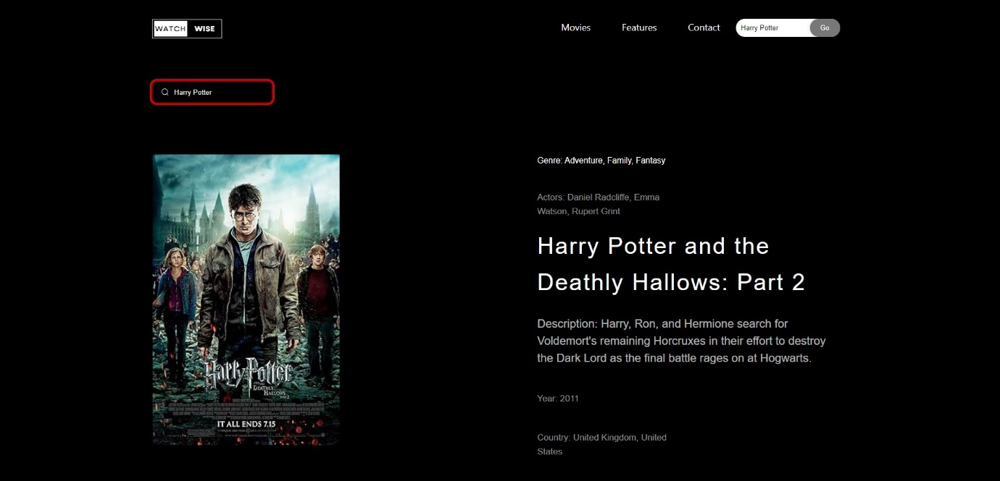 WATCH WISE
Movies Features Contact Harry Potter Go
Harry Potter
Genre: Adventure, Family, Fantasy
Actors: Daniel Radcliffe, Emma
Watson, Rupert Grint
Harry Potter and the
Deathly Hallows: Part 2
Description: Harry, Ron, and Hermione search for
Voldemort's remaining Horcruxes in their effort to destroy
the Dark Lord as the final battle rages on at Hogwarts.
Year: 2011
Country: United Kingdom, United
States
Harry Potter
AND THE
DEATHLY
HALLOWS
PART 2
IT ALL ENDS 7.15